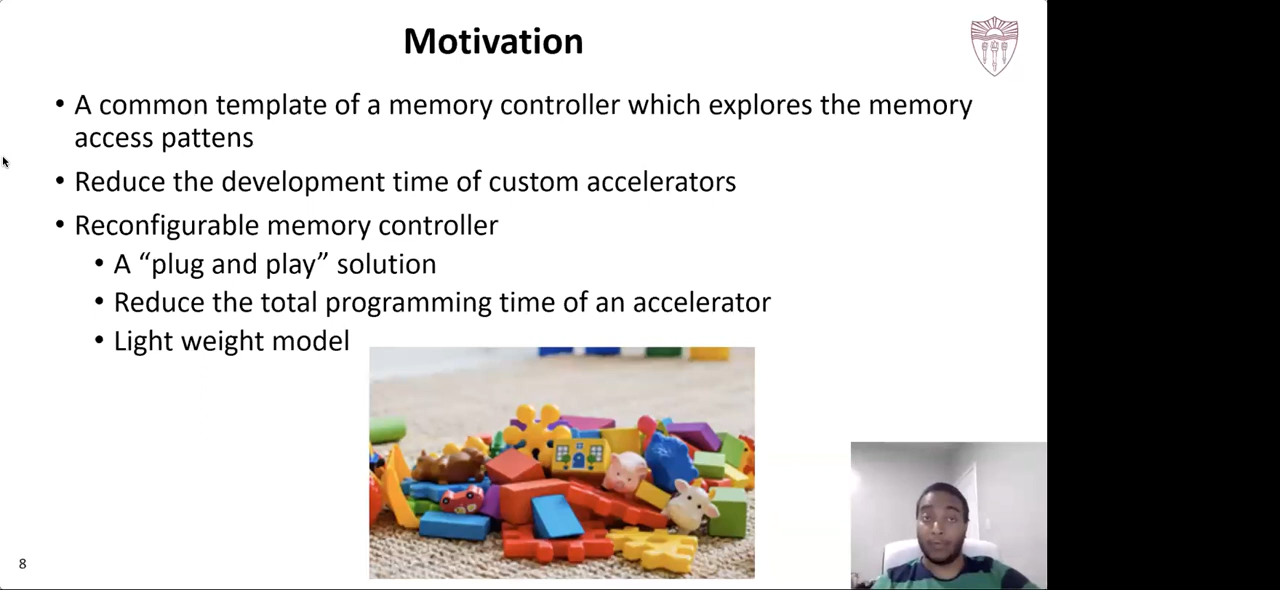 Motivation
• A common template of a memory controller which explores the memory
access pattens
• Reduce the development time of custom accelerators
• Reconfigurable memory controller
• A “plug and play” solution
• Reduce the total programming time of an accelerator
• Light weight model
8